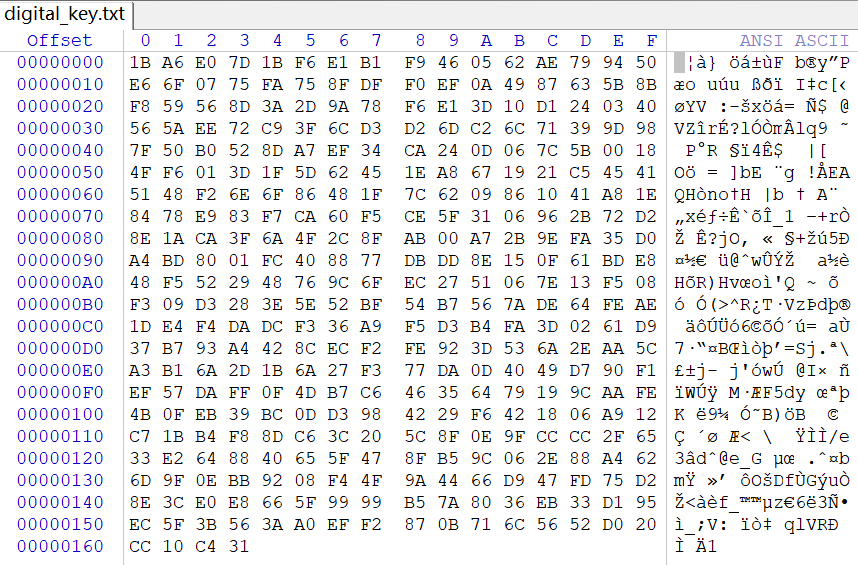 digital_key.txt
Offset 0 1 2 3 4 5 6 7 8 9 A B C D E F ANSI ASCII
00000000 1B A6 E0 7D 1B F6 E1 B1 F9 46 05 62 AE 79 94 50 ¦à} öá±ùF b®y”P
00000010 E6 6F 07 75 FA 75 8F DF F0 EF 0A 49 87 63 5B 8B æo uúu ßðï I‡c[‹
00000020 F8 59 56 8D 3A 2D 9A 78 F6 E1 3D 10 D1 24 03 40 øYV :-šxöá= Ñ$ @
00000030 56 5A EE 72 C9 3F 6C D3 D2 6D C2 6C 71 39 9D 98 VZîrÉ?lÓÒmÂlq9 ˜
00000040 7F 50 B0 52 8D A7 EF 34 CA 24 0D 06 7C 5B 00 18 P°R §ï4Ê$ |[
00000050 4F F6 01 3D 1F 5D 62 45 1E A8 67 19 21 C5 45 41 Oö = ]bE ¨g !ÅEA
00000060 51 48 F2 6E 6F 86 48 1F 7C 62 09 86 10 41 A8 1E QHòno†H |b † A¨
00000070 84 78 E9 83 F7 CA 60 F5 CE 5F 31 06 96 2B 72 D2 „xéƒ÷Ê`õÎ_1 –+rÒ
00000080 8E 1A CA 3F 6A 4F 2C 8F AB 00 A7 2B 9E FA 35 D0 Ž Ê?jO, « §+žú5Ð
00000090 A4 BD 80 01 FC 40 88 77 DB DD 8E 15 0F 61 BD E8 ¤½€ ü@ˆwÛÝŽ a½è
000000A0 48 F5 52 29 48 76 9C 6F EC 27 51 06 7E 13 F5 08 HõR)Hvœoì'Q ~ õ
000000B0 F3 09 D3 28 3E 5E 52 BF 54 B7 56 7A DE 64 FE AE ó Ó(>^R¿T·VzÞdþ®
000000C0 1D E4 F4 DA DC F3 36 A9 F5 D3 B4 FA 3D 02 61 D9 äôÚÜó6©õÓ´ú= aÙ
000000D0 37 B7 93 A4 42 8C EC F2 FE 92 3D 53 6A 2E AA 5C 7·“¤BŒìòþ’=Sj.ª\
000000E0 A3 B1 6A 2D 1B 6A 27 F3 77 DA 0D 40 49 D7 90 F1 £±j- j'ówÚ @I× ñ
000000F0 EF 57 DA FF 0F 4D B7 C6 46 35 64 79 19 9C AA FE ïWÚÿ M·ÆF5dy œªþ
00000100 4B 0F EB 39 BC 0D D3 98 42 29 F6 42 18 06 A9 12 K ë9¼ Ó˜B)öB ©
00000110 C7 1B B4 F8 8D C6 3C 20 5C 8F 0E 9F CC CC 2F 65 Ç ´ø Æ< \ ŸÌÌ/e
00000120 33 E2 64 88 40 65 5F 47 8F B5 9C 06 2E 88 A4 62 3âdˆ@e_G µœ .ˆ¤b
00000130 6D 9F 0E BB 92 08 F4 4F 9A 44 66 D9 47 FD 75 D2 mŸ »’ ôOšDfÙGýuÒ
00000140 8E 3C E0 E8 66 5F 99 99 B5 7A 80 36 EB 33 D1 95 Ž<àèf_™™µz€6ë3Ñ•
00000150 EC 5F 3B 56 3A A0 EF F2 87 0B 71 6C 56 52 D0 20 ì_;V: ïò‡ qlVRÐ
00000160 CC 10 C4 31 Ì Ä1